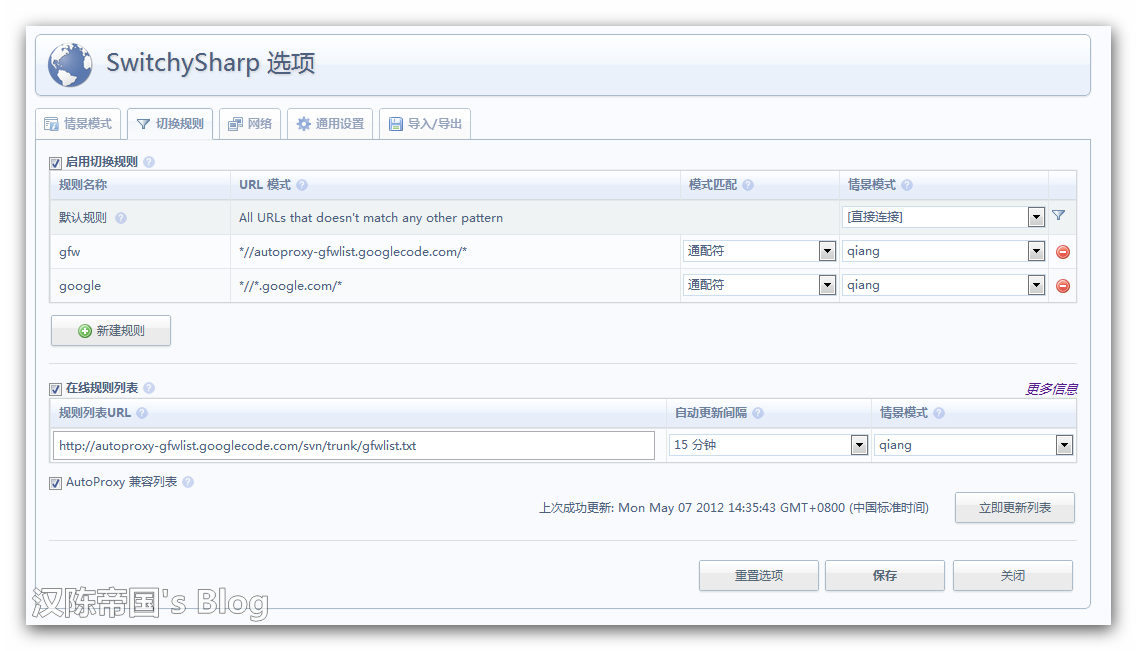 SwitchySharp 选项
情景模式 切换规则 网络 通用设置 导入/导出
启用切换规则
规则名称 URL 模式 模式匹配 情景模式
默认规则 All URLs that doesn't match any other pattern [直接连接]
gfw *//autoproxy-gfwlist.googlecode.com/* 通配符 qiang
google *//*.google.com/* 通配符 qiang
新建规则
在线规则列表 更多信息
规则列表URL 自动更新间隔 情景模式
http://autoproxy-gfwlist.googlecode.com/svn/trunk/gfwlist.txt 15 分钟 qiang
AutoProxy 兼容列表
上次成功更新: Mon May 07 2012 14:35:43 GMT+0800 (中国标准时间) 立即更新列表
重置选项 保存 关闭
汉陈帝国's Blog